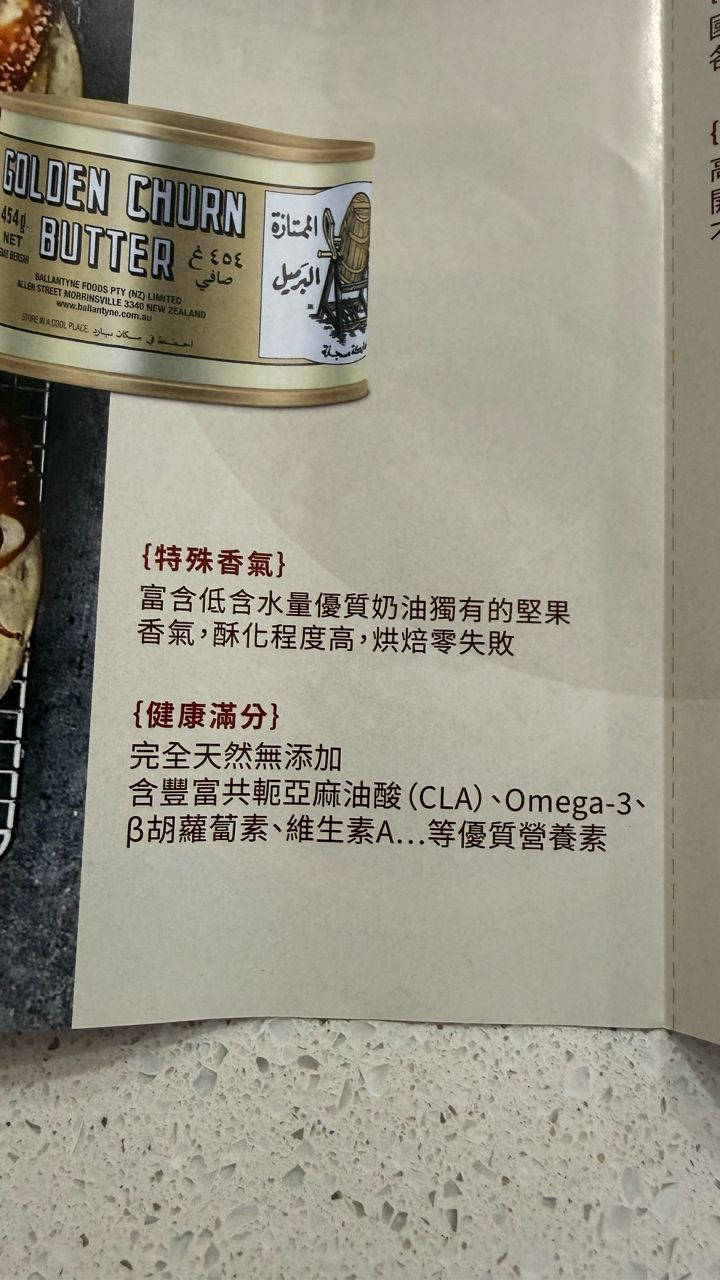 GOLDEN CHURN
BUTTER
454g.
NET
BERSIH
٤٥٤ غ
صافي
BALLANTYNE FOODS PTY (NZ) LIMITED
ALLEN STREET MORRINSVILLE 3340 NEW ZEALAND
www.ballantyne.com.au
STORE IN A COOL PLACE. احفظ في مكان بارد
الممتازة
البرميل
{特殊香氣}
富含低含水量優質奶油獨有的堅果
香氣，酥化程度高，烘焙零失敗
{健康滿分}
完全天然無添加
含豐富共軛亞麻油酸（CLA）、Omega-3、
β胡蘿蔔素、維生素A...等優質營養素